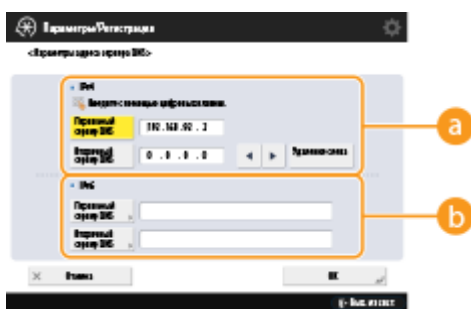 Параметры/Регистрация
<Параметры адреса сервера DNS>
IPv4
Введите с помощью цифровых клавиш.
Первичный
сервер DNS
192.168.92.3
a
Вторичный
сервер DNS
0.0.0.0
IPv6
Первичный
сервер DNS
b
Вторичный
сервер DNS
Отмена
OK